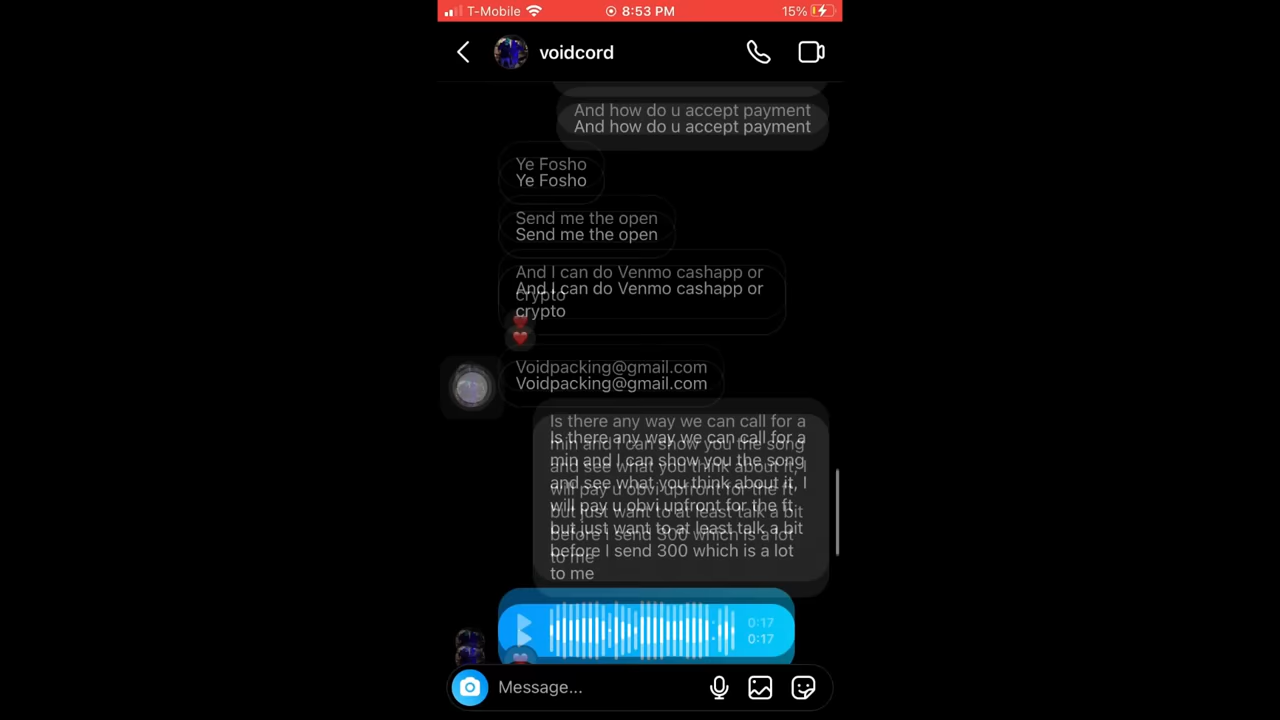 T-Mobile 8:53 PM 15%
voidcord
And how do u accept payment
And how do u accept payment
Ye Fosho
Ye Fosho
Send me the open
Send me the open
And I can do Venmo cashapp or
And I can do Venmo cashapp or
crypto
crypto
Voidpacking@gmail.com
Voidpacking@gmail.com
Is there any way we can call for a
Is there any way we can call for a
min and I can show you the song
min and I can show you the song
and see what you think about it, I
and see what you think about it, I
will pay u obvi upfront for the ft
will pay u obvi upfront for the ft
but just want to at least talk a bit
but just want to at least talk a bit
before I send 300 which is a lot
before I send 300 which is a lot
to me
to me
0:17
0:17
Message...